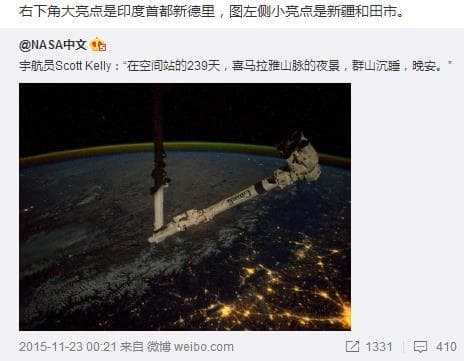 右下角大亮点是印度首都新德里，图左侧小亮点是新疆和田市。
@NASA中文
宇航员Scott Kelly：“在空间站的239天，喜马拉雅山脉的夜景，群山沉睡，晚安。”
Canada
2015-11-23 00:21 来自 微博 weibo.com
1331
410